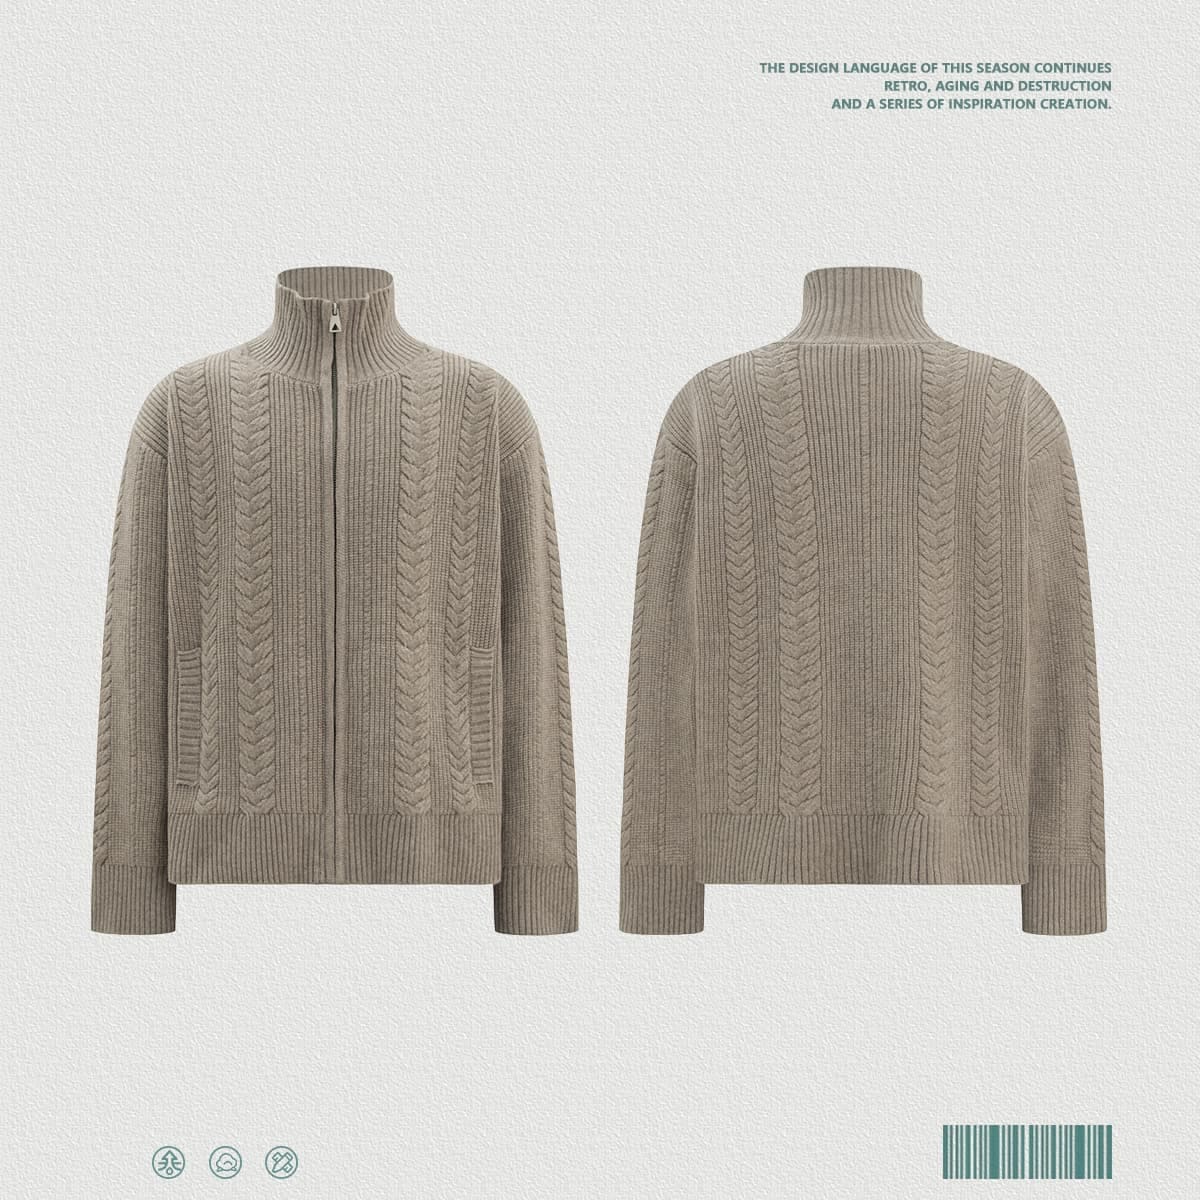 THE DESIGN LANGUAGE OF THIS SEASON CONTINUES
RETRO, AGING AND DESTRUCTION
AND A SERIES OF INSPIRATION CREATION.